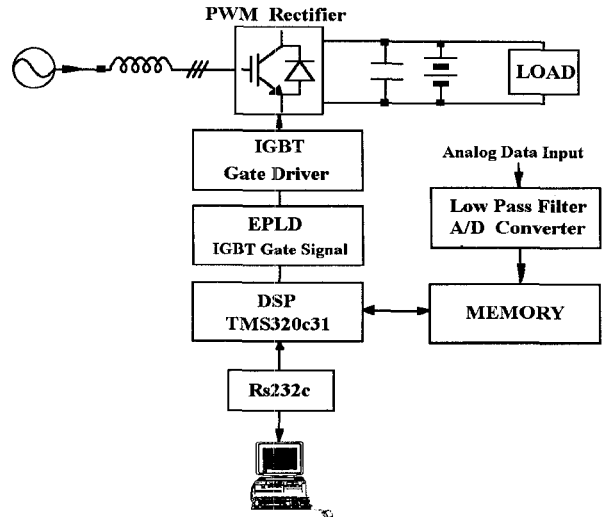 PWM Rectifier
LOAD
IGBT
Gate Driver
Analog Data Input
EPLD
IGBT Gate Signal
Low Pass Filter
A/D Converter
DSP
TMS320c31
MEMORY
Rs232c